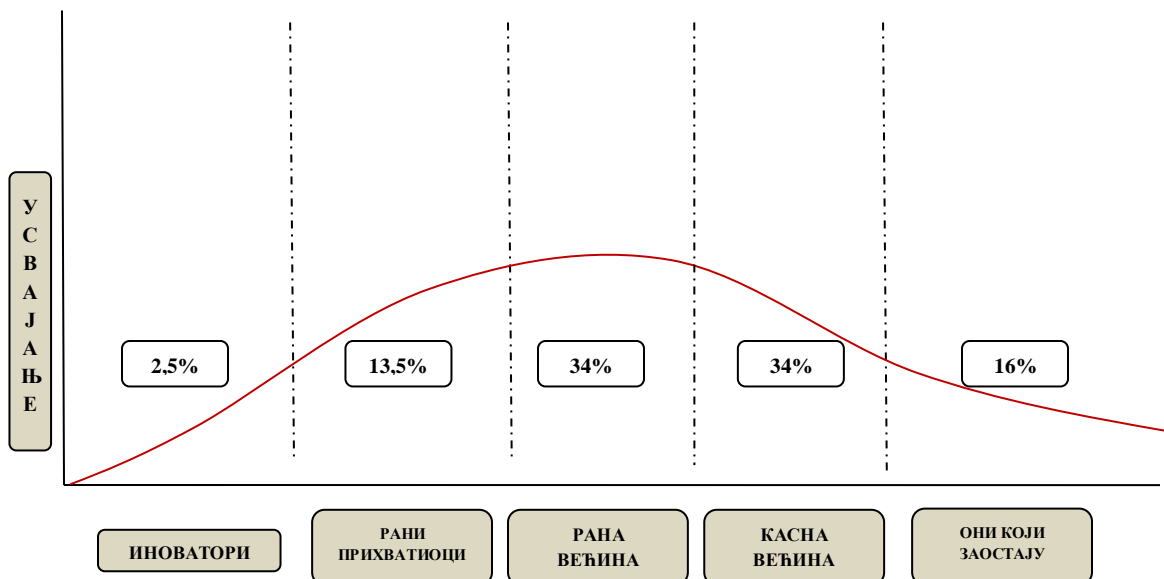 У
С
В
А
Ј
А
Њ
Е
2,5%
13,5%
34%
34%
16%
ИНОВАТОРИ
РАНИ
ПРИХВАТИОЦИ
РАНА
ВЕЋИНА
КАСНА
ВЕЋИНА
ОНИ КОЈИ
ЗАОСТАЈУ